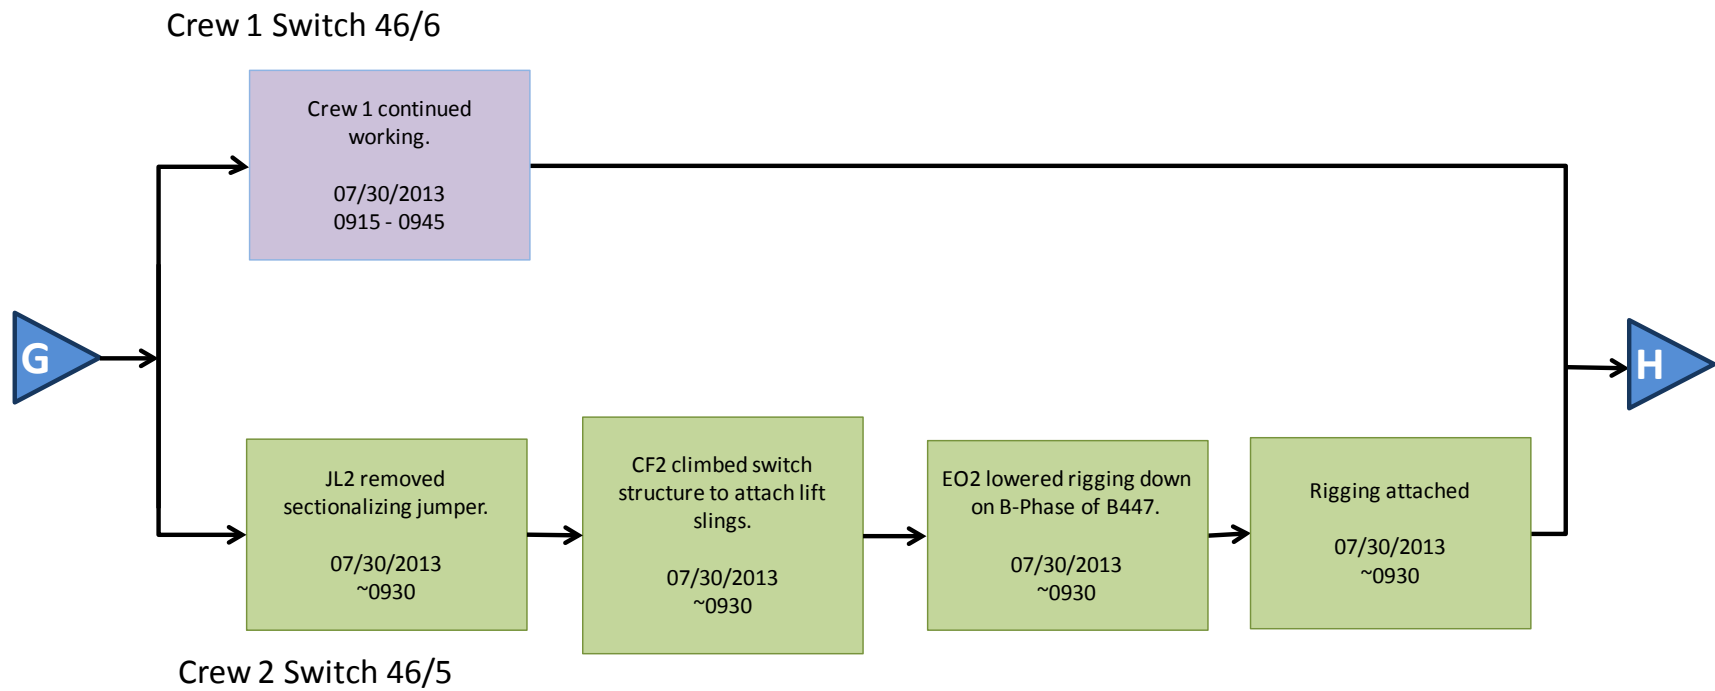 Crew 1 Switch 46/6
Crew 1 continued
working.
07/30/2013
0915 - 0945
G
H
JL2 removed
sectionalizing jumper.
07/30/2013
~0930
CF2 climbed switch
structure to attach lift
slings.
07/30/2013
~0930
EO2 lowered rigging down
on B-Phase of B447.
07/30/2013
~0930
Rigging attached
07/30/2013
~0930
Crew 2 Switch 46/5